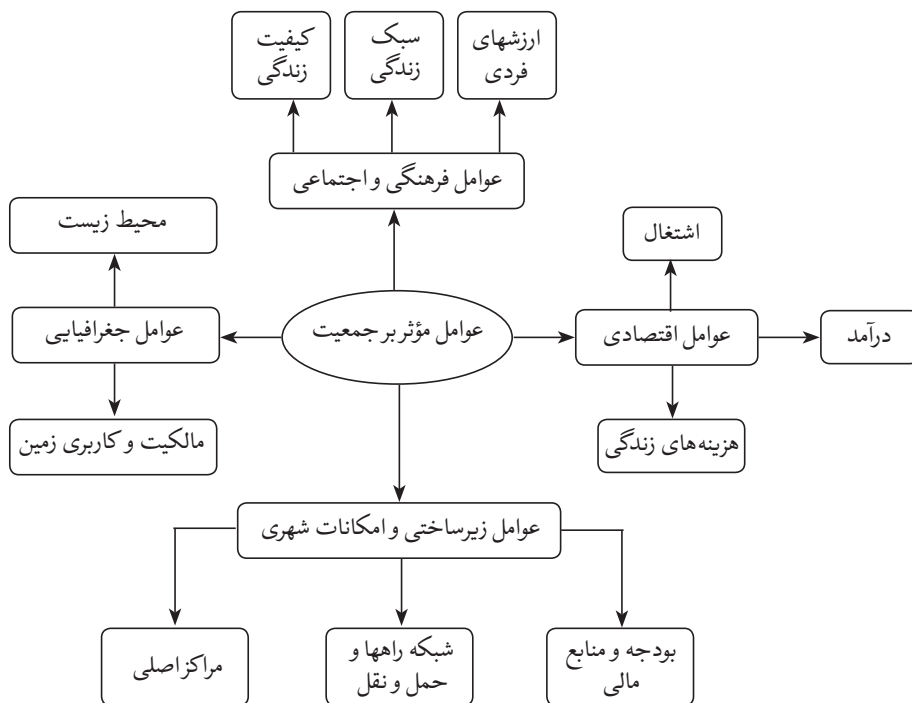 ارزشهای
فردی
سبک
زندگی
کیفیت
زندگی
عوامل فرهنگی و اجتماعی
اشتغال
محیط زیست
درآمد
عوامل اقتصادی
عوامل مؤثر بر جمعیت
عوامل جغرافیایی
هزینه‌های زندگی
مالکیت و کاربری زمین
عوامل زیرساختی و امکانات شهری
بودجه و منابع
مالی
شبکه راهها و
حمل و نقل
مراکز اصلی